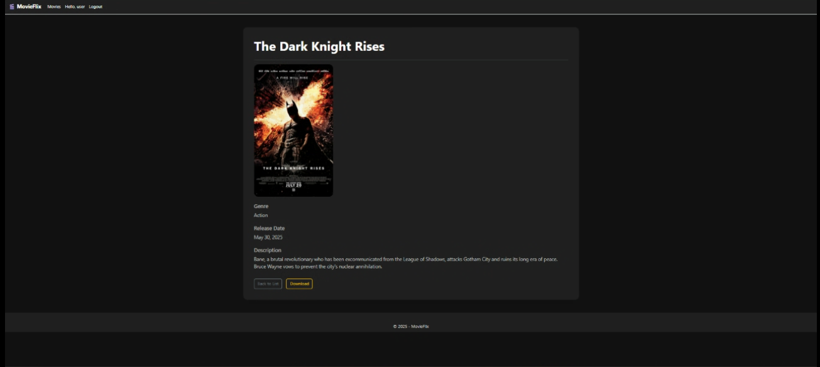 MovieFlix Movies Hello, user Logout
The Dark Knight Rises
A FIRE WILL RISE
THE DARK KNIGHT RISES
JULY 20
Genre
Action
Release Date
May 30, 2025
Description
Bane, a brutal revolutionary who has been excommunicated from the League of Shadows, attacks Gotham City and ruins its long era of peace.
Bruce Wayne vows to prevent the city's nuclear annihilation.
Back to List Download
© 2025 - MovieFlix